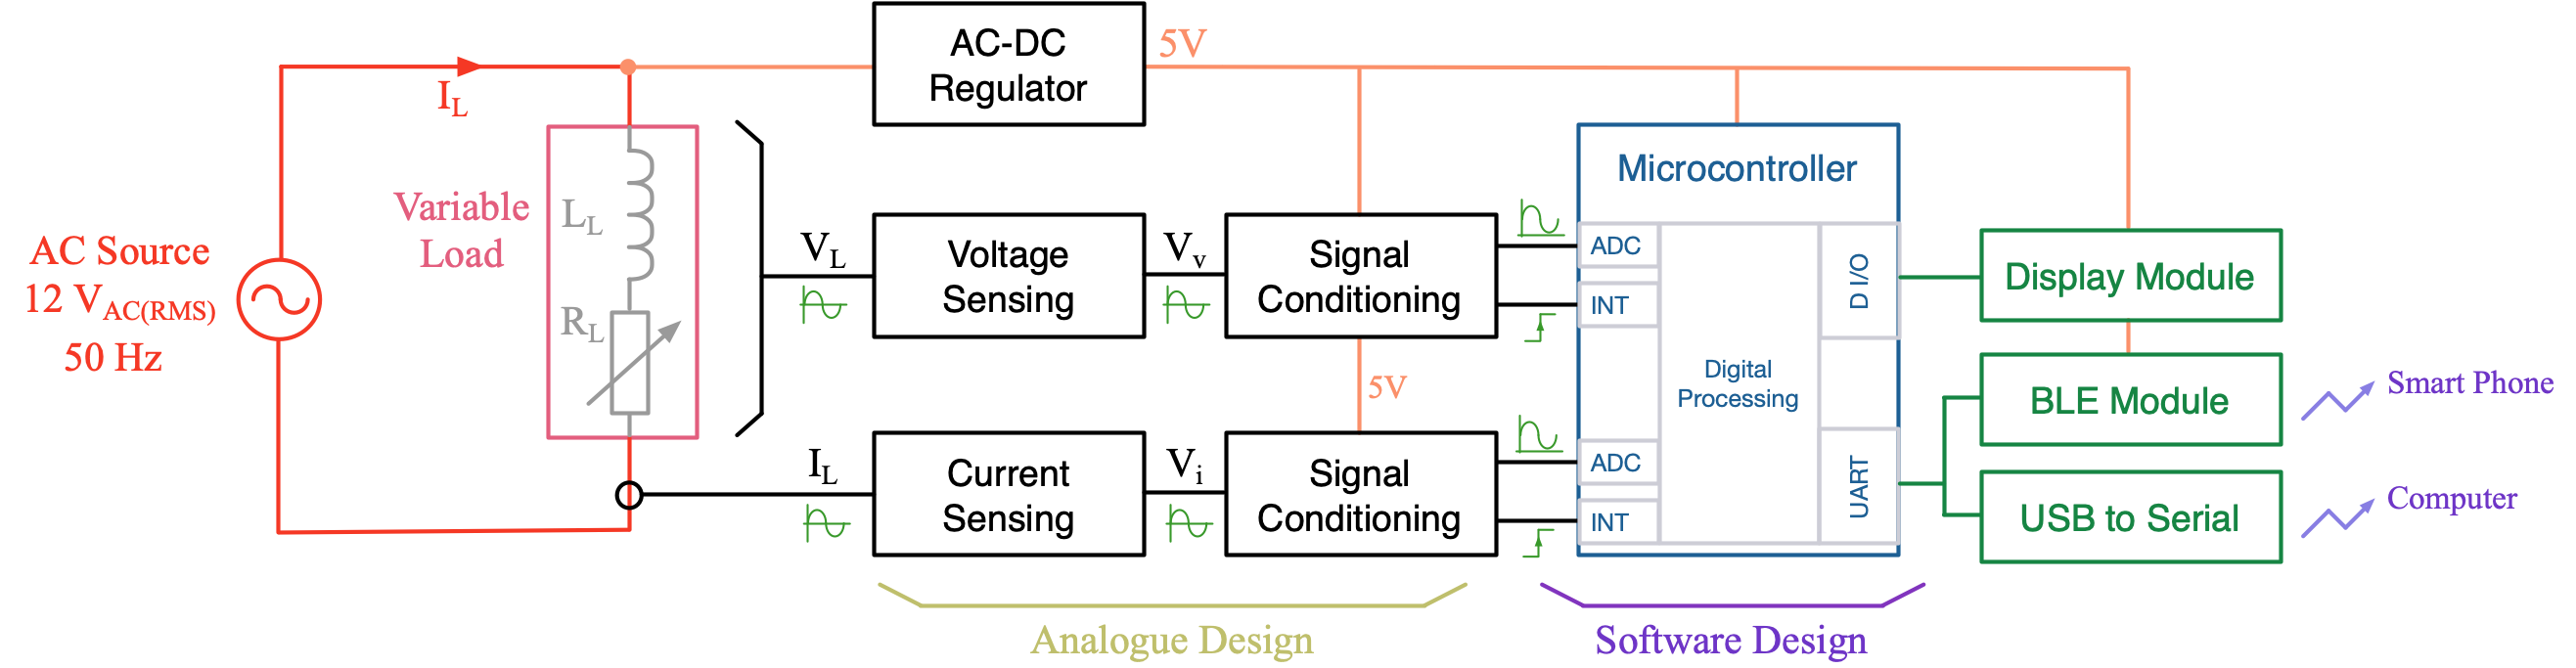 AC-DC
Regulator
5V
I_L
Variable
Load
L_L
R_L
AC Source
12 V_AC(RMS)
50 Hz
V_L
Voltage
Sensing
V_v
Signal
Conditioning
5V
I_L
Current
Sensing
V_i
Signal
Conditioning
Microcontroller
ADC
INT
ADC
INT
Digital
Processing
D I/O
UART
Display Module
BLE Module
USB to Serial
Smart Phone
Computer
Analogue Design
Software Design